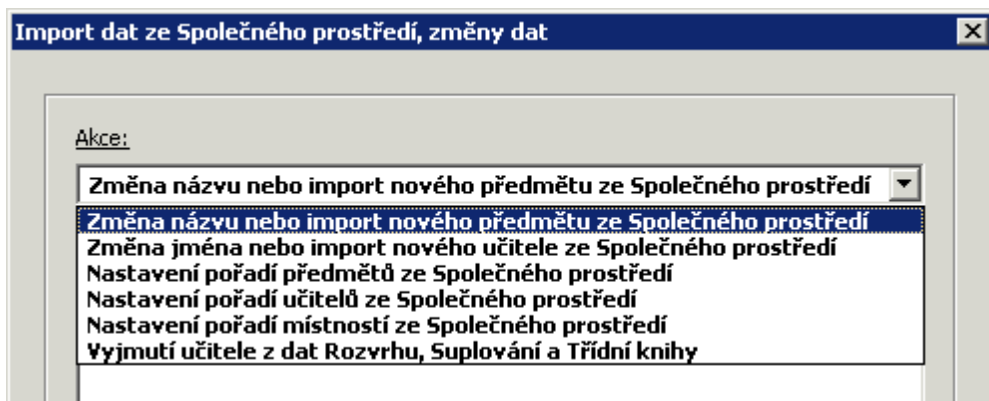 Import dat ze Společného prostředí, změny dat
Akce:
Změna názvu nebo import nového předmětu ze Společného prostředí
Změna názvu nebo import nového předmětu ze Společného prostředí
Změna jména nebo import nového učitele ze Společného prostředí
Nastavení pořadí předmětů ze Společného prostředí
Nastavení pořadí učitelů ze Společného prostředí
Nastavení pořadí místností ze Společného prostředí
Vyjmutí učitele z dat Rozvrhu, Suplování a Třídní knihy